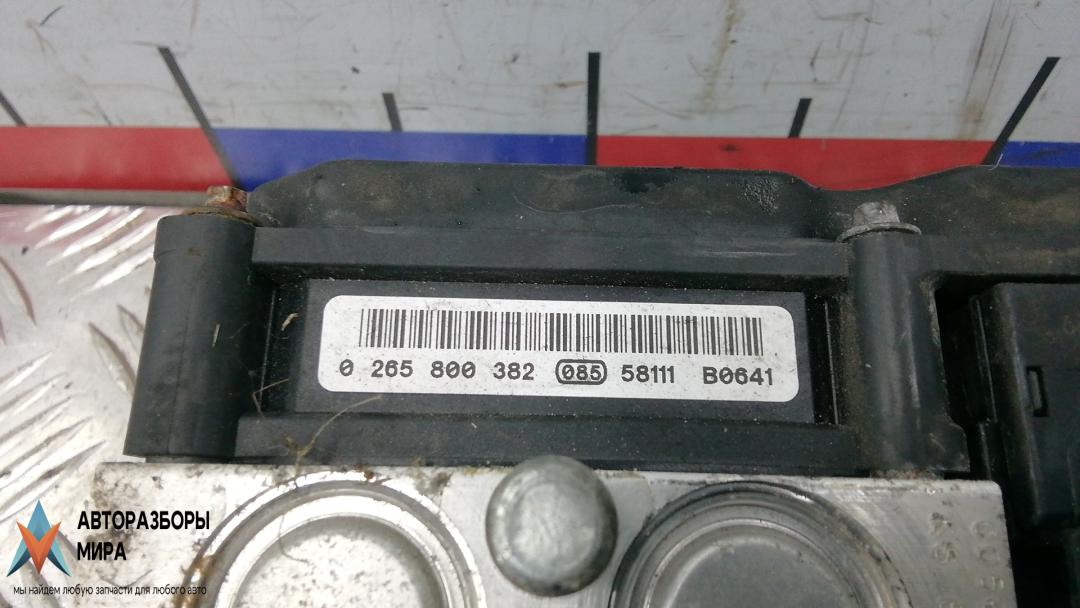 0 265 800 382 085 58111 B0641
АВТОРАЗБОРЫ
МИРА
мы найдем любую запчасти для любого авто